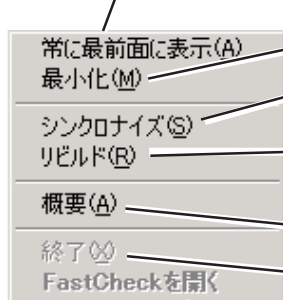 常に最前面に表示(A)
最小化(M)
シンクロナイズ(S)
リビルド(R)
概要(A)
終了(X)
FastCheckを開く